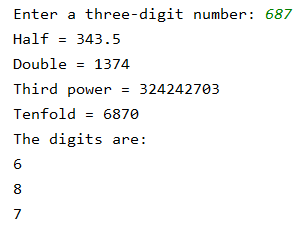 Enter a three-digit number: 687
Half = 343.5
Double = 1374
Third power = 324242703
Tenfold = 6870
The digits are:
6
8
7